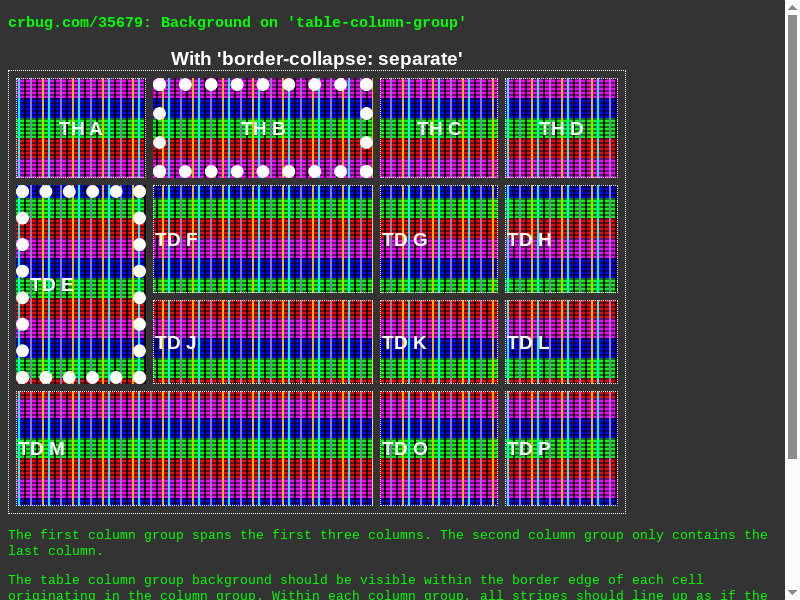 crbug.com/35679: Background on 'table-column-group'
With 'border-collapse: separate'
TH A TH B TH C TH D
TD E TD F TD G TD H
TD J TD K TD L
TD M TD O TD P
The first column group spans the first three columns. The second column group only contains the
last column.
The table column group background should be visible within the border edge of each cell
originating in the column group. Within each column group, all stripes should line up as if the